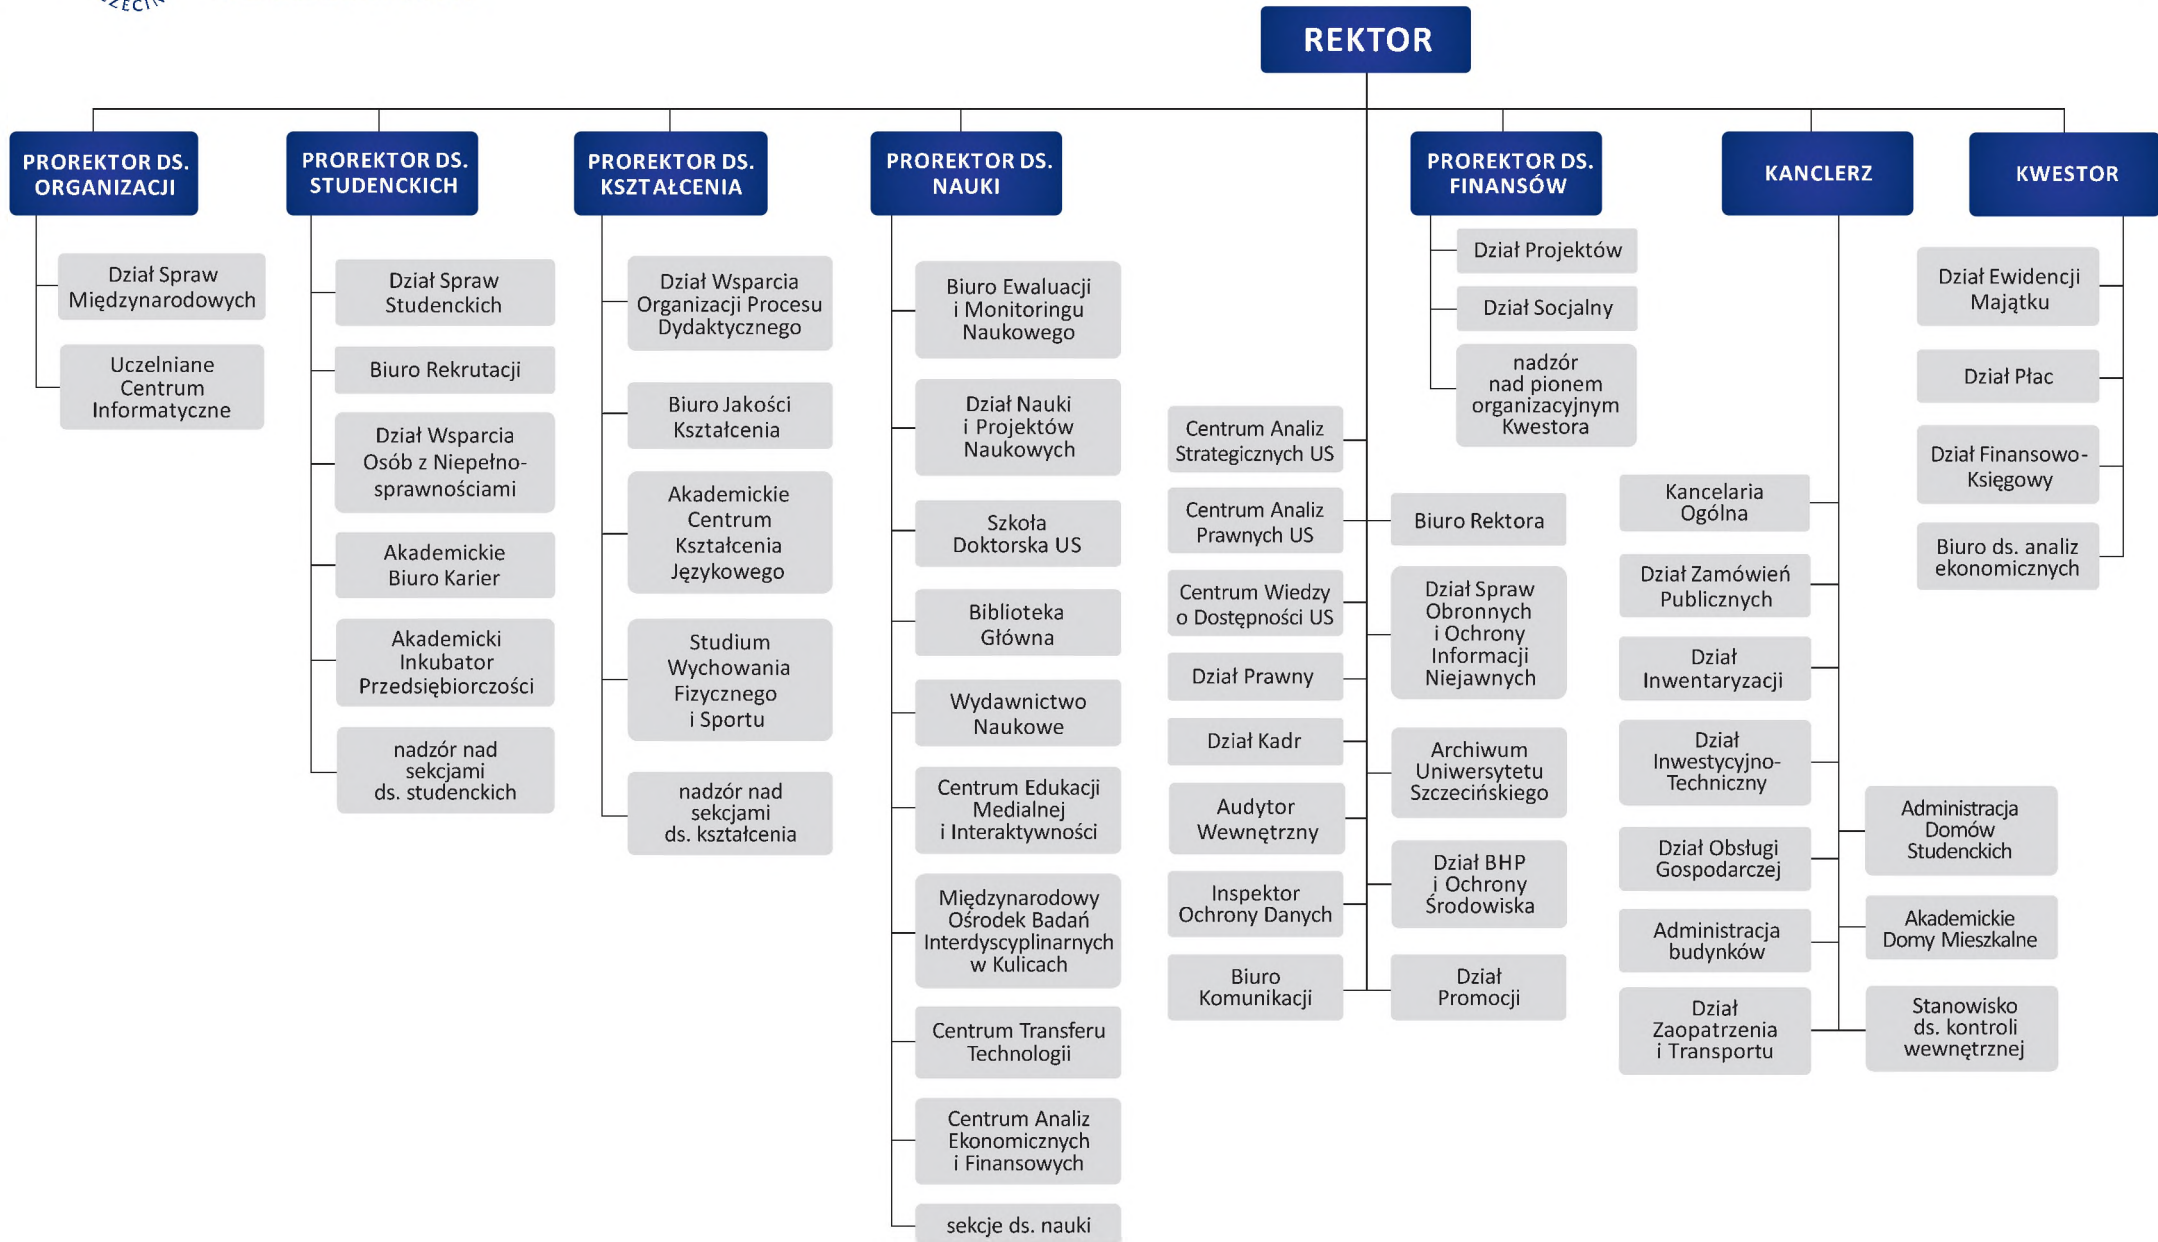 REKTOR
PROREKTOR DS.
ORGANIZACJI
Dział Spraw
Międzynarodowych
Uczelniane
Centrum
Informatyczne
PROREKTOR DS.
STUDENCKICH
Dział Spraw
Studenckich
Biuro Rekrutacji
Dział Wsparcia
Osób z Niepełno-
sprawnościami
Akademickie
Biuro Karier
Akademicki
Inkubator
Przedsiębiorczości
nadzór nad
sekcjami
ds. studenckich
PROREKTOR DS.
KSZTAŁCENIA
Dział Wsparcia
Organizacji Procesu
Dydaktycznego
Biuro Jakości
Kształcenia
Akademickie
Centrum
Kształcenia
Językowego
Studium
Wychowania
Fizycznego
i Sportu
nadzór nad
sekcjami
ds. kształcenia
PROREKTOR DS.
NAUKI
Biuro Ewaluacji
i Monitoringu
Naukowego
Dział Nauki
i Projektów
Naukowych
Szkoła
Doktorska US
Biblioteka
Główna
Wydawnictwo
Naukowe
Centrum Edukacji
Medialnej
i Interaktywności
Międzynarodowy
Ośrodek Badań
Interdyscyplinarnych
w Kulicach
Centrum Transferu
Technologii
Centrum Analiz
Ekonomicznych
i Finansowych
sekcje ds. nauki
Centrum Analiz
Strategicznych US
Centrum Analiz
Prawnych US
Centrum Wiedzy
o Dostępności US
Dział Prawny
Dział Kadr
Audytor
Wewnętrzny
Inspektor
Ochrony Danych
Biuro
Komunikacji
Biuro Rektora
Dział Spraw
Obronnych
i Ochrony
Informacji
Niejawnych
Archiwum
Uniwersytetu
Szczecińskiego
Dział BHP
i Ochrony
Środowiska
Dział
Promocji
PROREKTOR DS.
FINANSÓW
Dział Projektów
Dział Socjalny
nadzór
nad pionem
organizacyjnym
Kwestora
KANCLERZ
Kancelaria
Ogólna
Dział Zamówień
Publicznych
Dział
Inwentaryzacji
Dział
Inwestycyjno-
Techniczny
Dział Obsługi
Gospodarczej
Administracja
budynków
Dział
Zaopatrzenia
i Transportu
Administracja
Domów
Studenckich
Akademickie
Domy Mieszkalne
Stanowisko
ds. kontroli
wewnętrznej
KWESTOR
Dział Ewidencji
Majątku
Dział Płac
Dział Finansowo-
Księgowy
Biuro ds. analiz
ekonomicznych